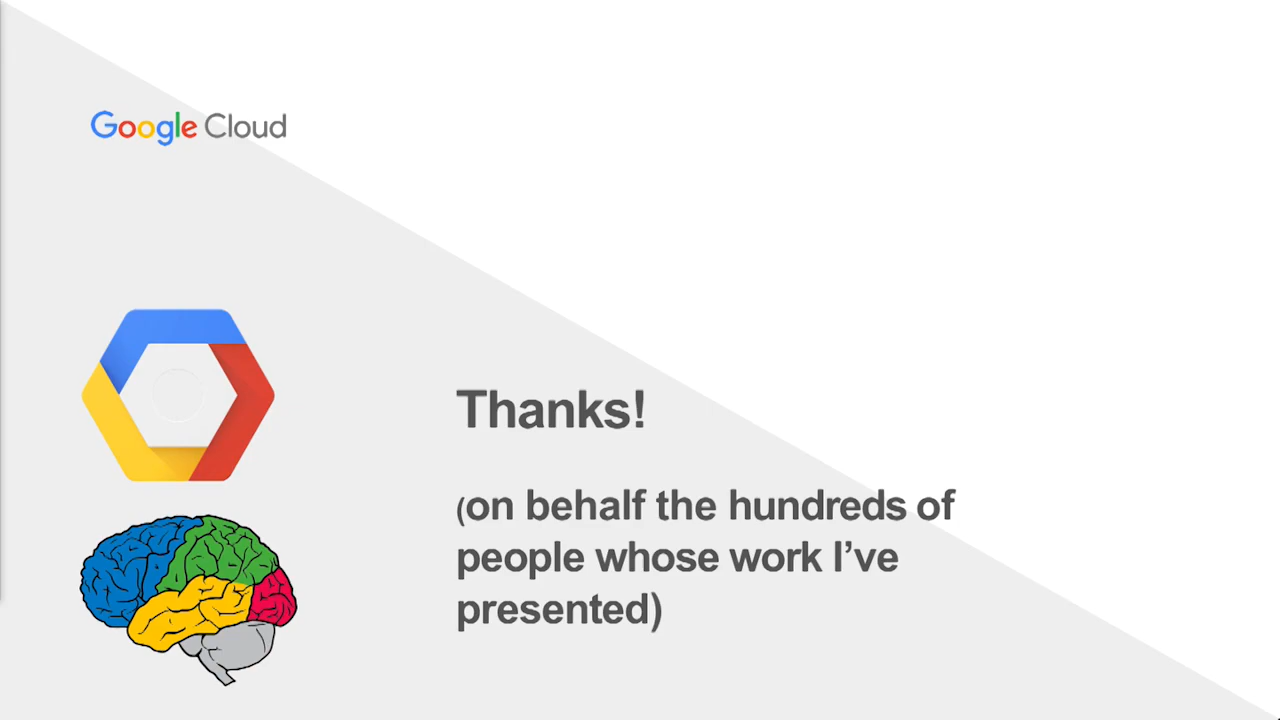 Google Cloud
Thanks!
(on behalf the hundreds of
people whose work I’ve
presented)